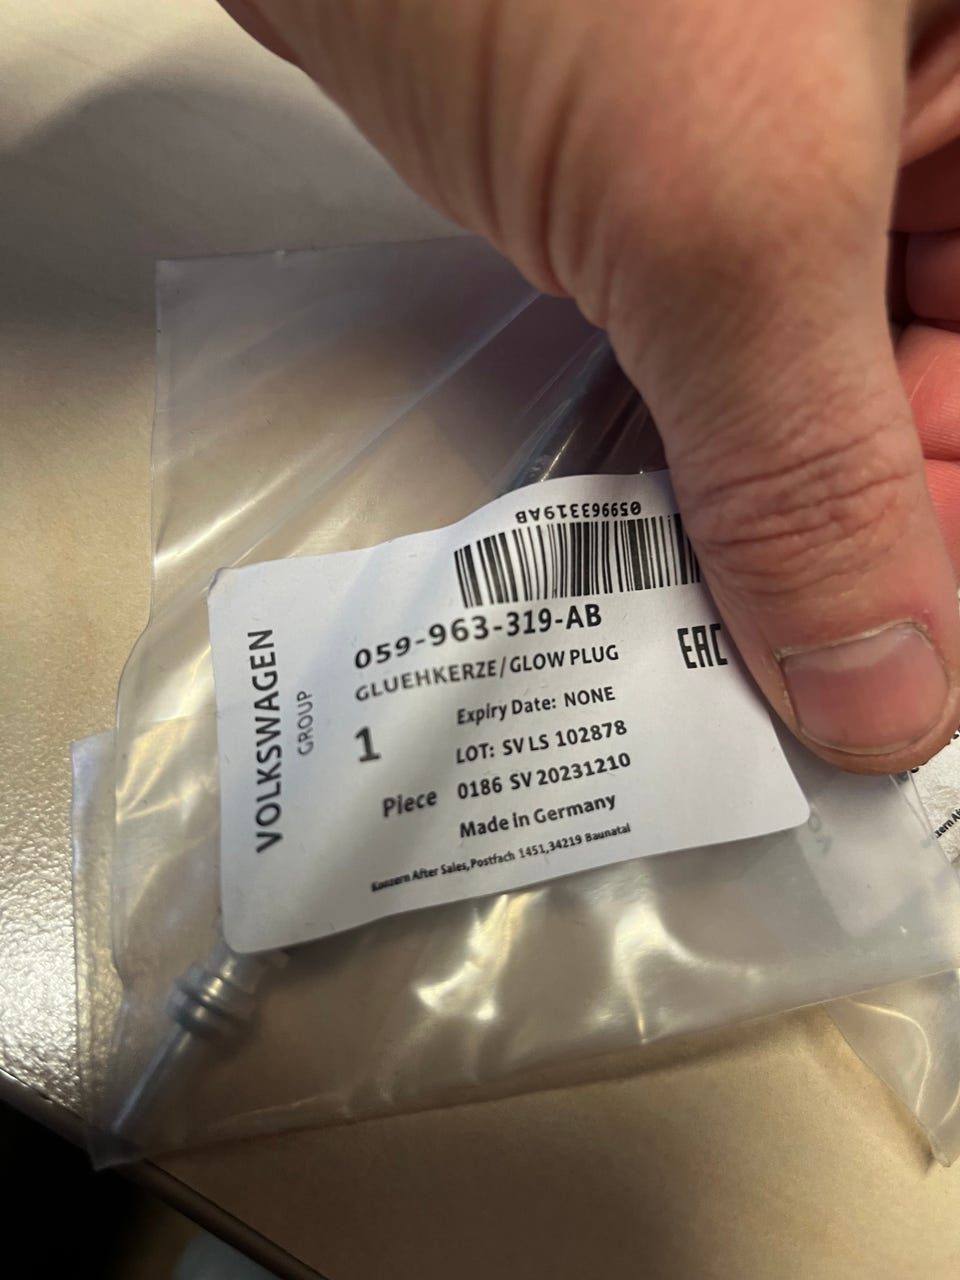 059963319AB
059-963-319-AB
GLUEHKERZE/GLOW PLUG
EAC
VOLKSWAGEN
GROUP
1
Piece
Expiry Date: NONE
LOT: SV LS 102878
0186 SV 20231210
Made in Germany
Konzern After Sales, Postfach 1451, 34219 Baunatal